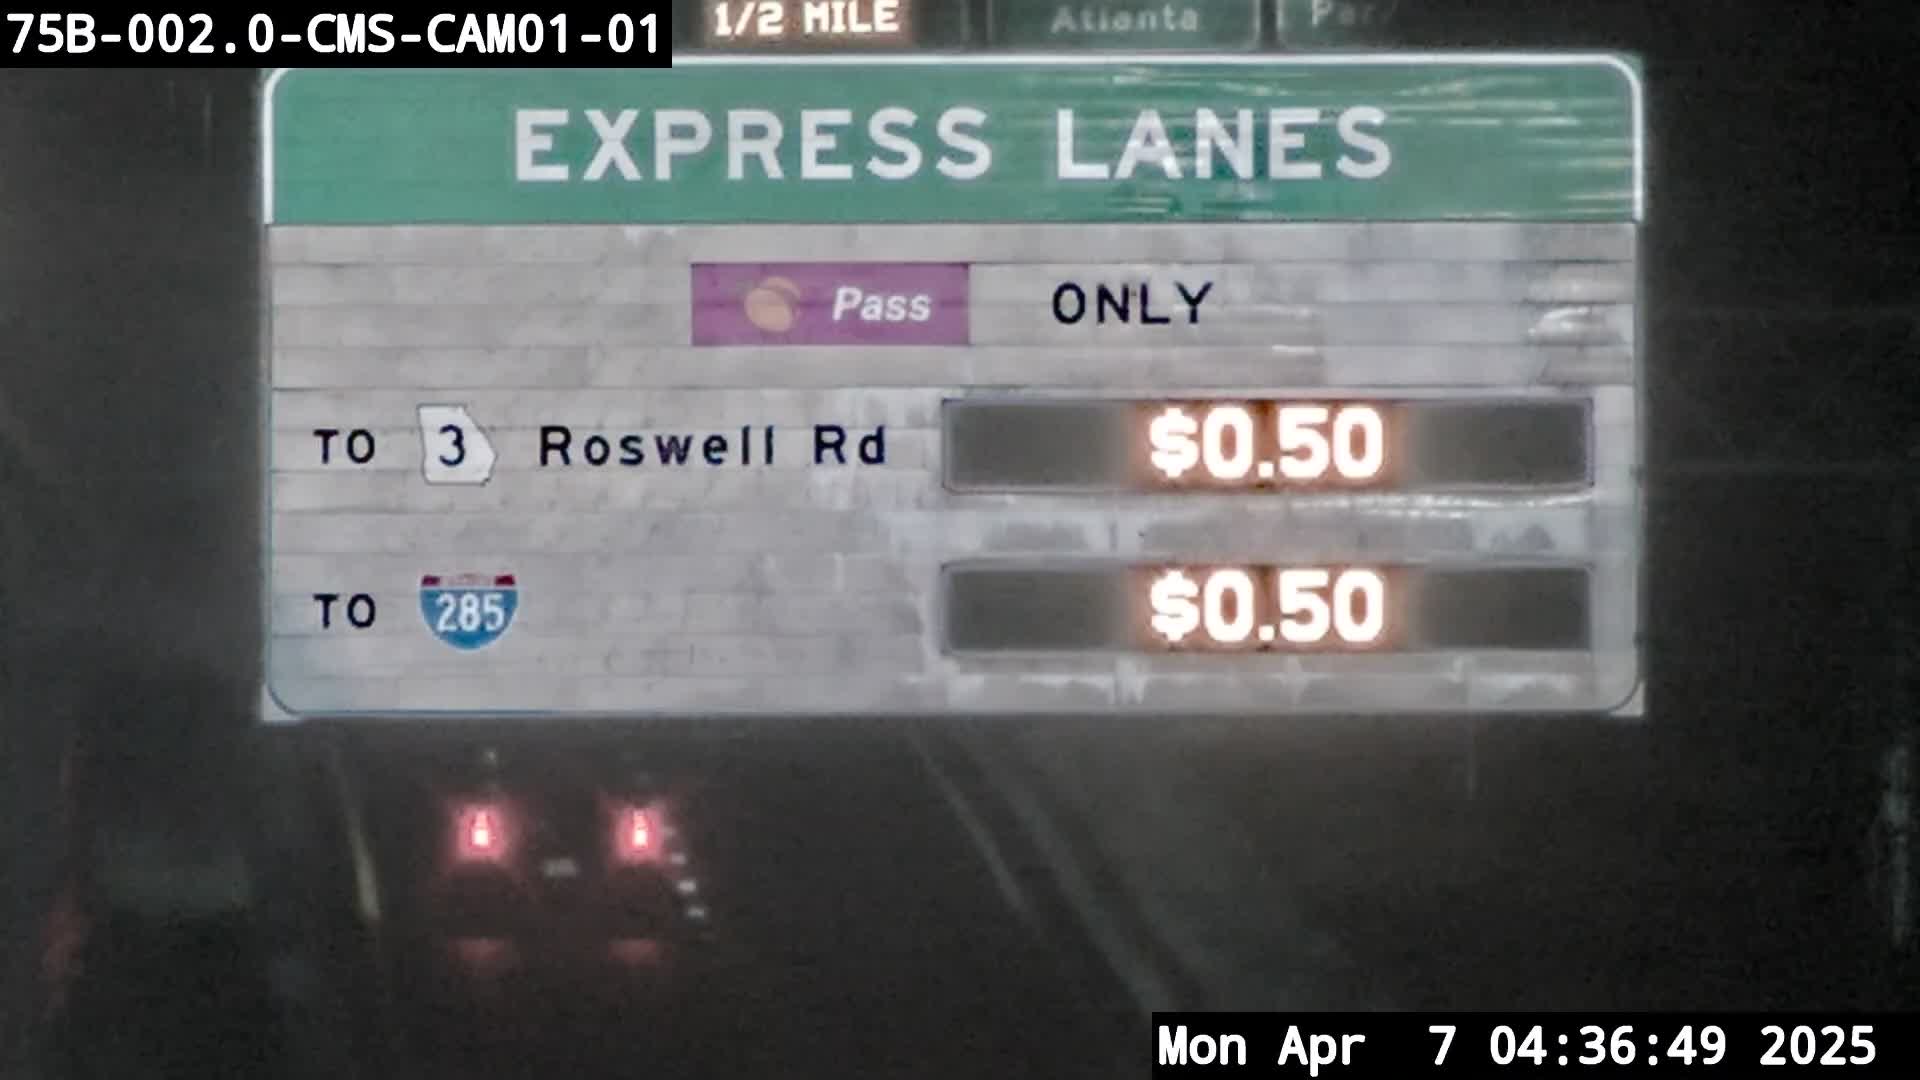 75B-002.0-CMS-CAM01-01
1/2 MILE
Atlanta
EXPRESS LANES
Pass ONLY
TO 3 Roswell Rd $0.50
TO 285 $0.50
Mon Apr 7 04:36:49 2025